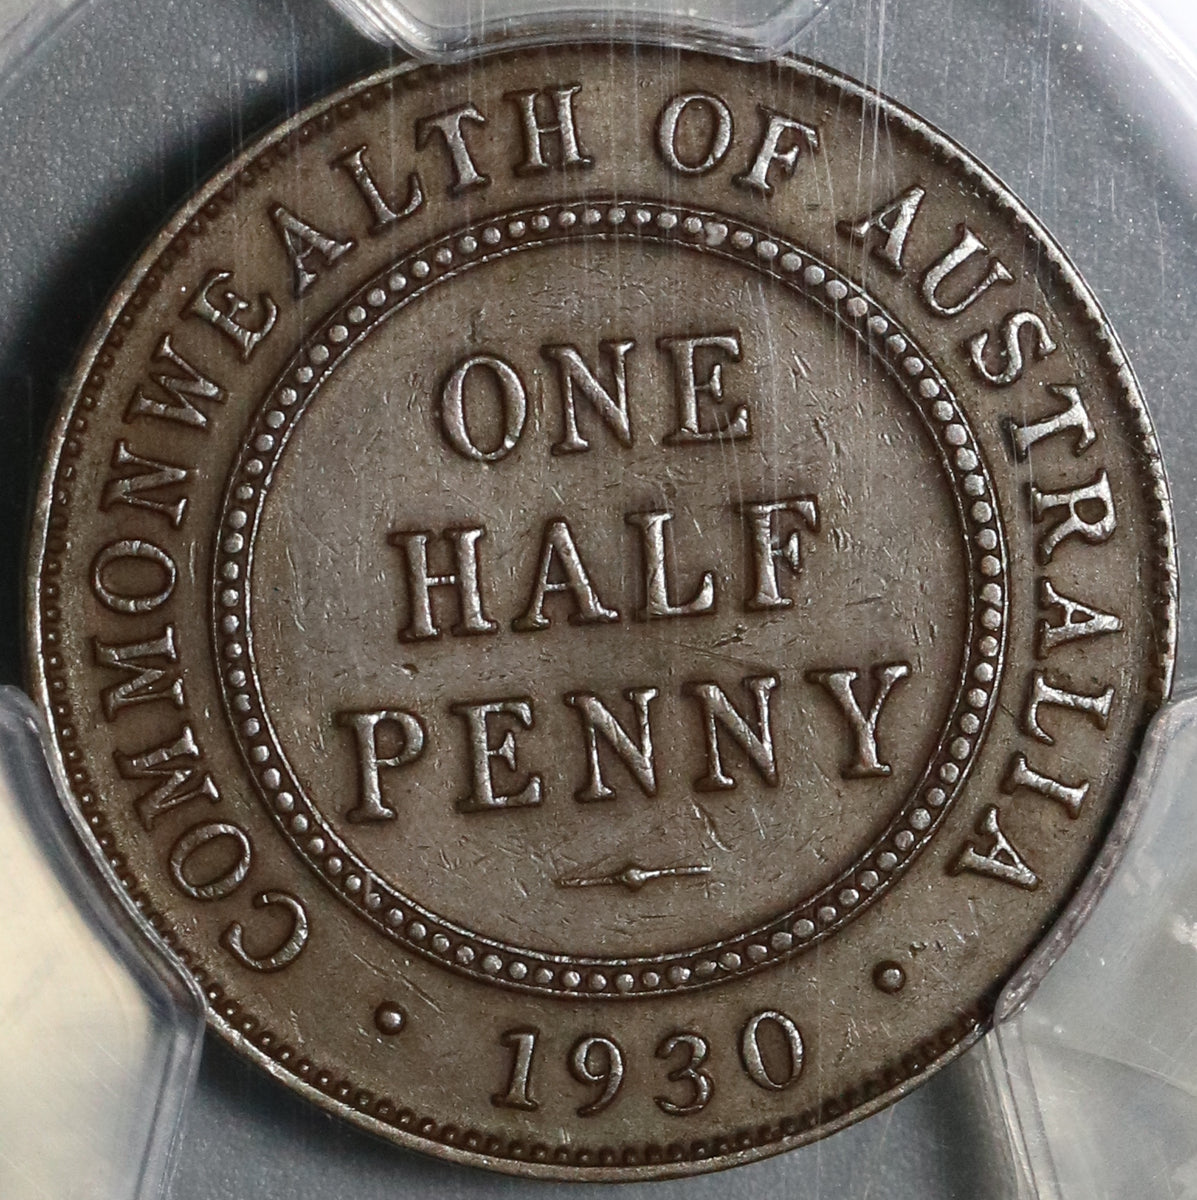 COMMONWEALTH OF AUSTRALIA
ONE
HALF
PENNY
· 1930 ·